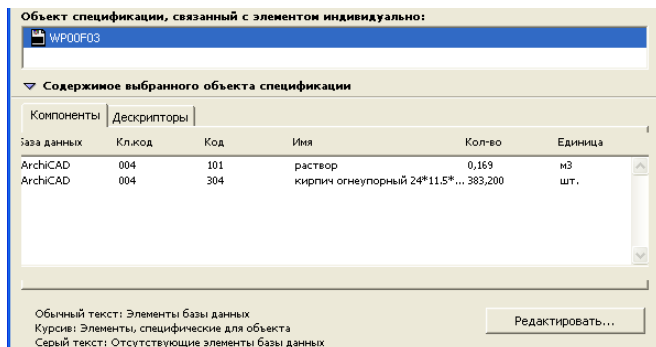 Объект спецификации, связанный с элементом индивидуально:
WP00F03
Содержимое выбранного объекта спецификации
Компоненты Дескрипторы
База данных Кл.код Код Имя Кол-во Единица
ArchiCAD 004 101 раствор 0,169 м3
ArchiCAD 004 304 кирпич огнеупорный 24*11.5*... 383,200 шт.
Обычный текст: Элементы базы данных
Курсив: Элементы, специфические для объекта
Серый текст: Отсутствующие элементы базы данных
Редактировать...